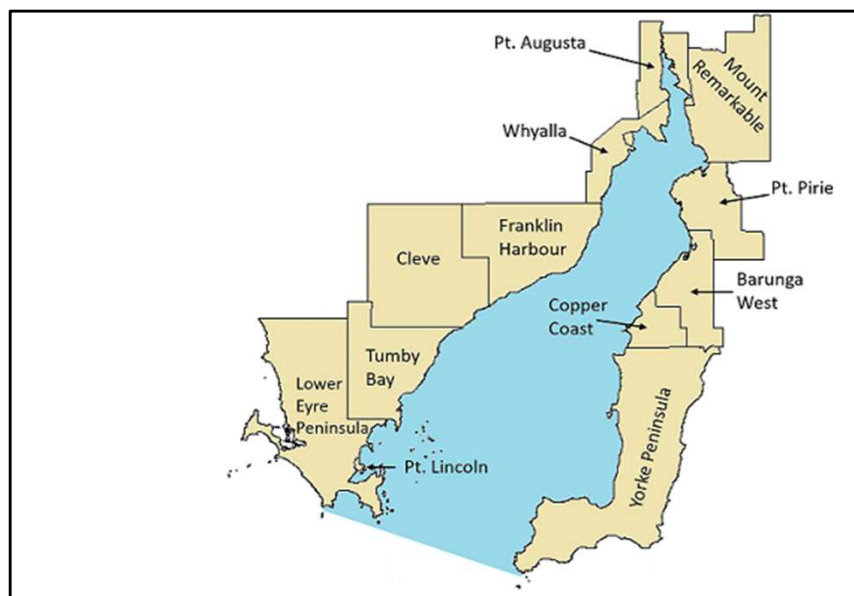 Pt. Augusta
Mount
Remarkable
Whyalla
Pt. Pirie
Franklin
Harbour
Cleve
Barunga
West
Copper
Coast
Tumby
Bay
Lower
Eyre
Peninsula
Pt. Lincoln
Yorke Peninsula